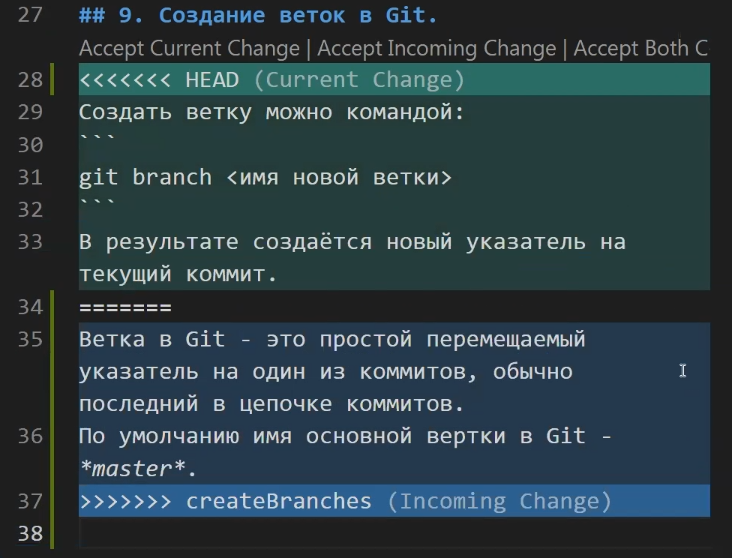 27 ## 9. Создание веток в Git.
Accept Current Change | Accept Incoming Change | Accept Both C
28 <<<<<<< HEAD (Current Change)
29 Создать ветку можно командой:
30 ```
31 git branch <имя новой ветки>
32 ```
33 В результате создаётся новый указатель на
текущий коммит.
34 =======
35 Ветка в Git - это простой перемещаемый
указатель на один из коммитов, обычно
последний в цепочке коммитов.
36 По умолчанию имя основной вертки в Git -
*master*.
37 >>>>>>> createBranches (Incoming Change)
38